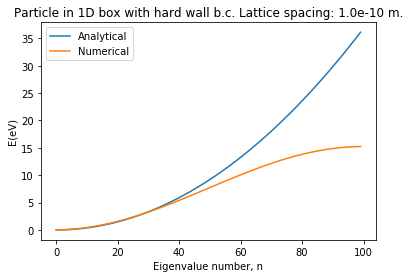 Particle in 1D box with hard wall b.c. Lattice spacing: 1.0e-10 m.
Analytical
Numerical
35
30
25
20
15
10
5
0
E(eV)
0 20 40 60 80 100
Eigenvalue number, n